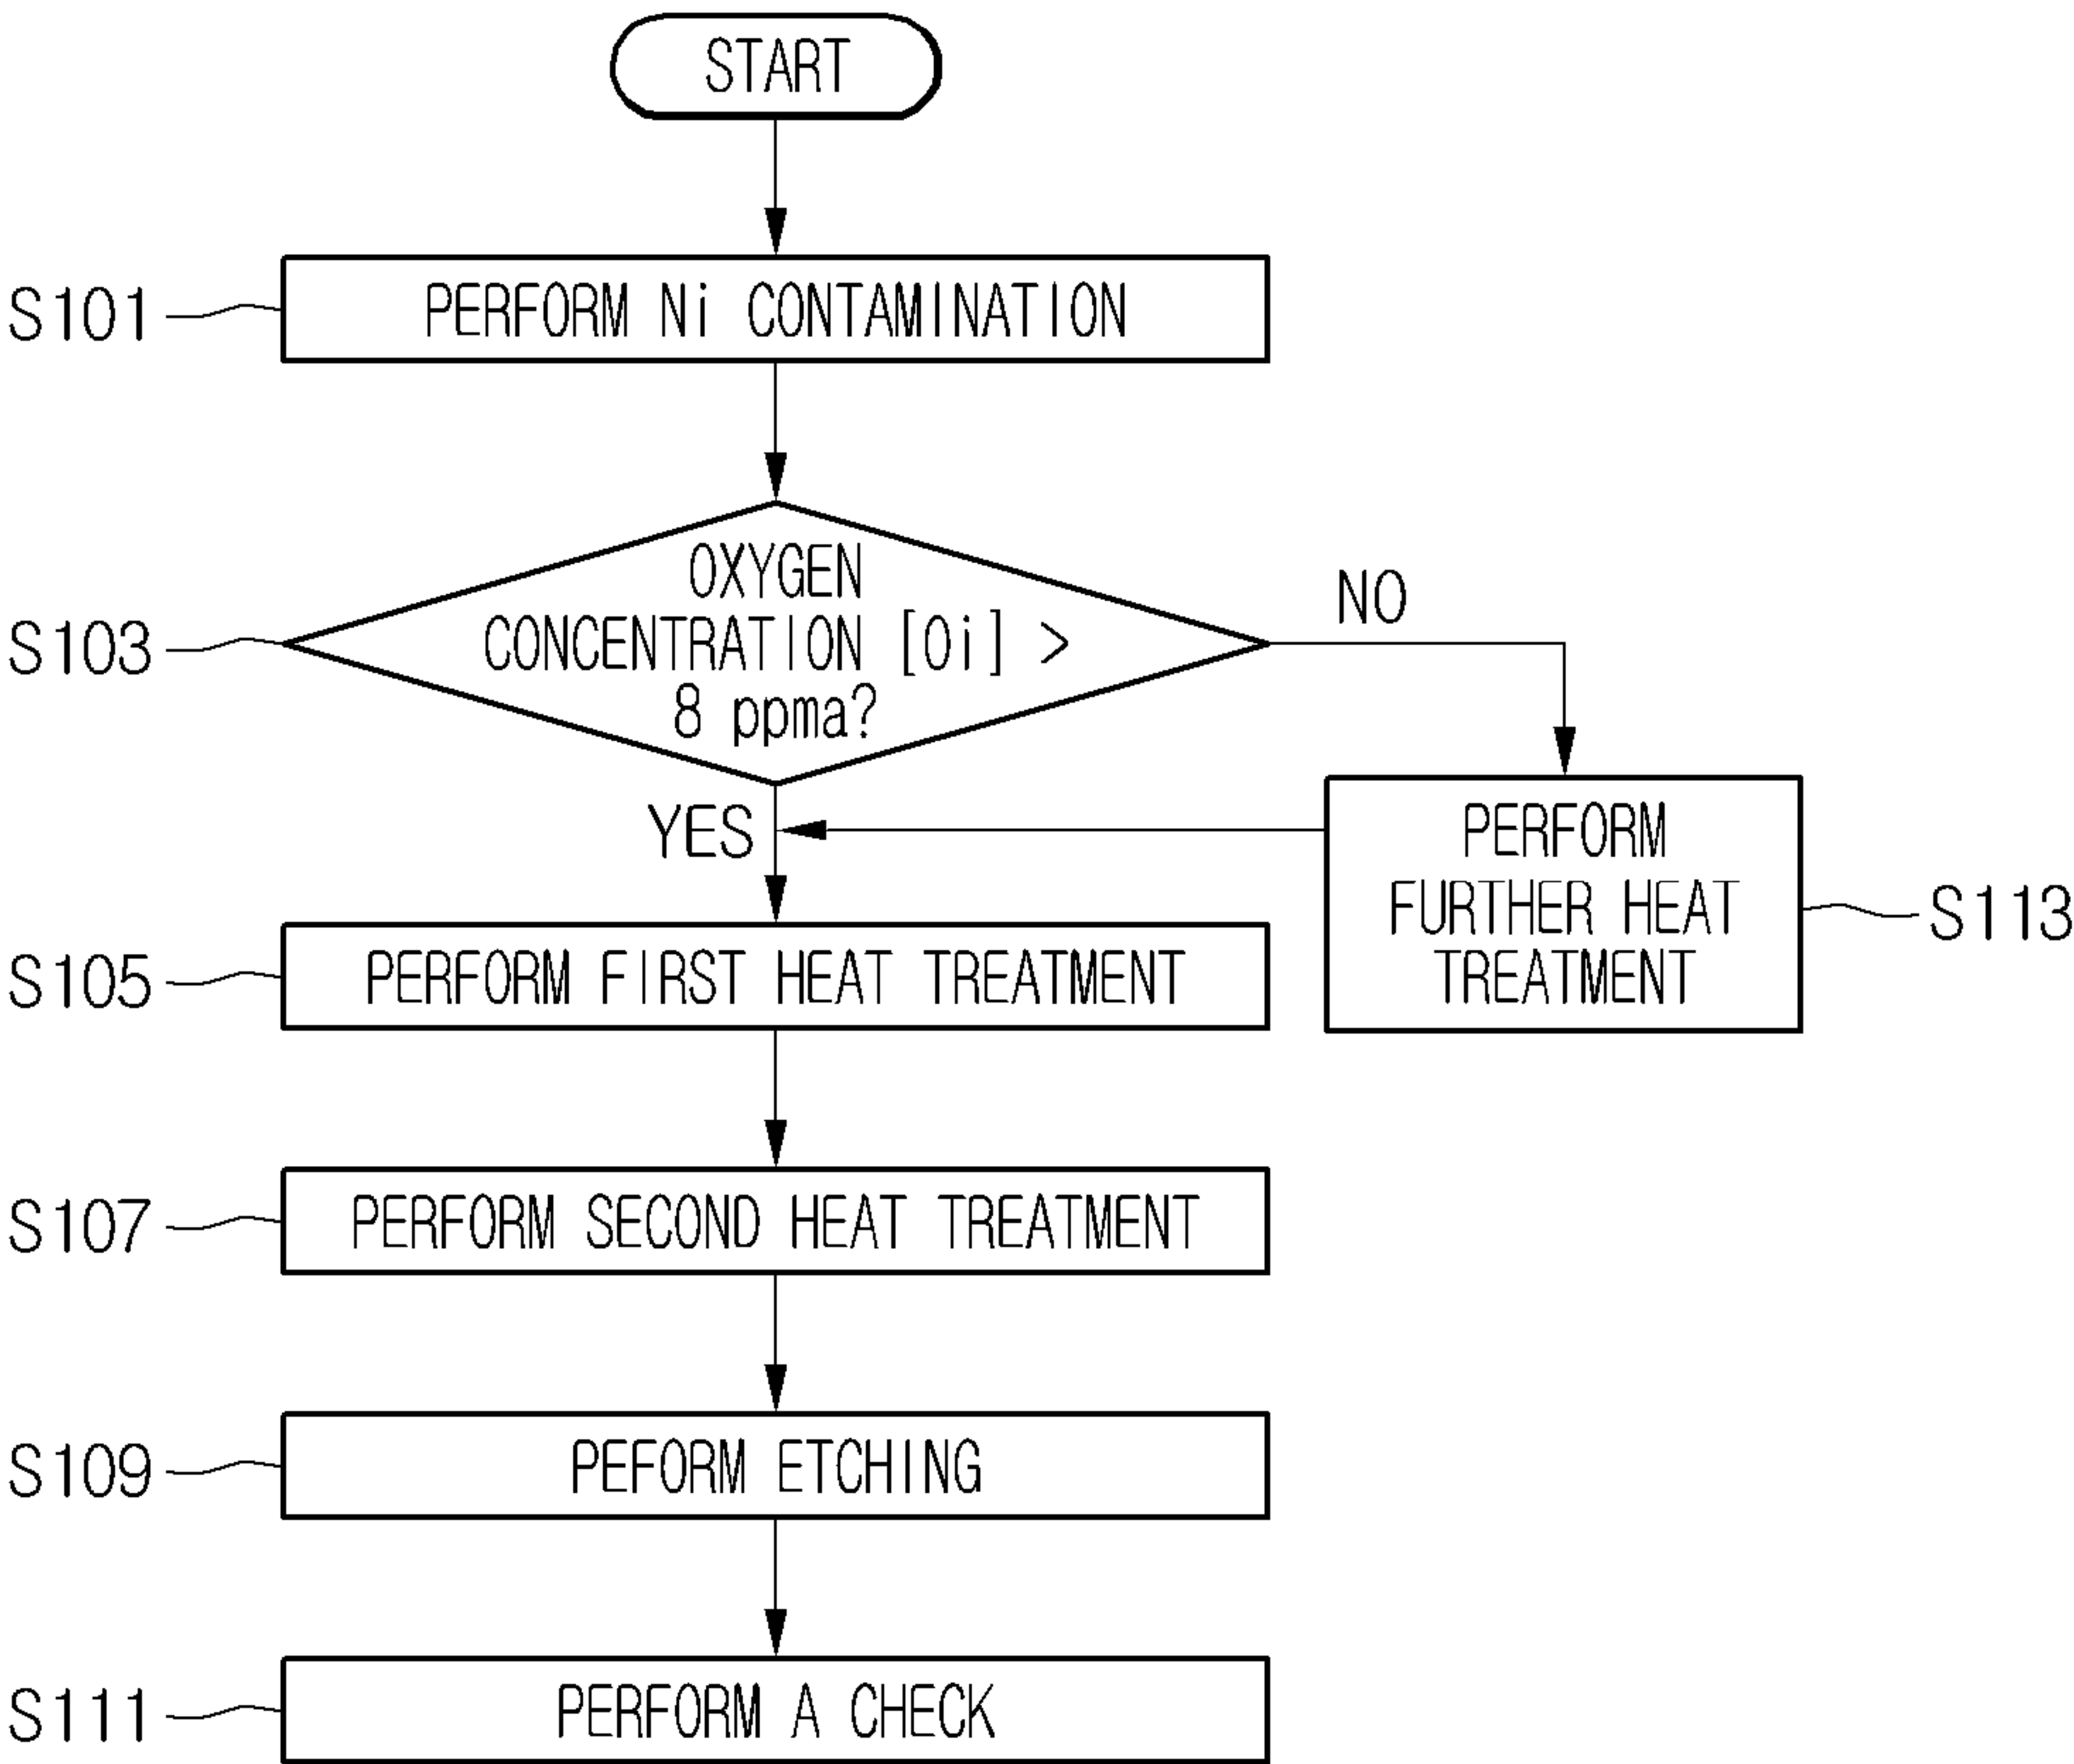 START
S101
PERFORM Ni CONTAMINATION
S103
OXYGEN
CONCENTRATION [Oi] >
8 ppma?
NO
YES
PERFORM
FURTHER HEAT
TREATMENT
S113
S105
PERFORM FIRST HEAT TREATMENT
S107
PERFORM SECOND HEAT TREATMENT
S109
PEFORM ETCHING
S111
PERFORM A CHECK